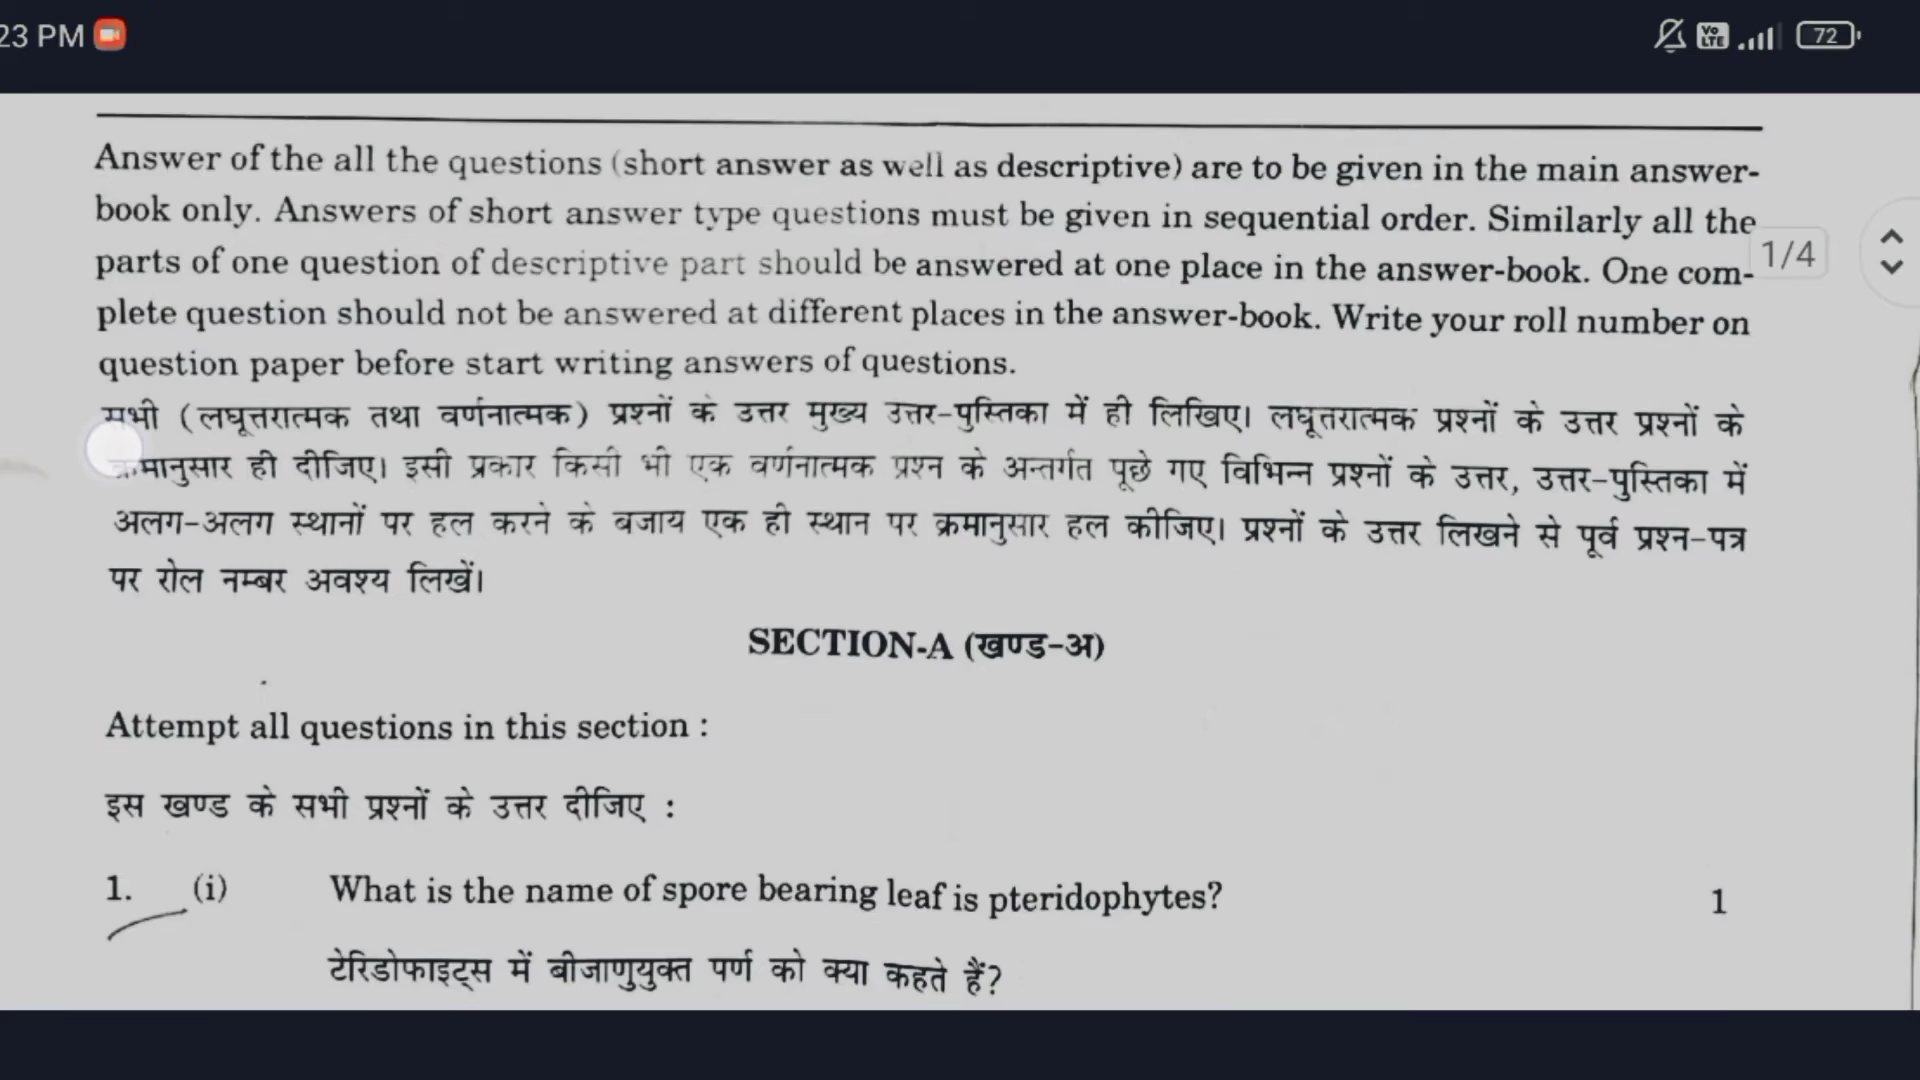 23 PM
Vo LTE
72
Answer of the all the questions (short answer as well as descriptive) are to be given in the main answer-
book only. Answers of short answer type questions must be given in sequential order. Similarly all the
1/4
parts of one question of descriptive part should be answered at one place in the answer-book. One com-
plete question should not be answered at different places in the answer-book. Write your roll number on
question paper before start writing answers of questions.
सभी (लघूत्तरात्मक तथा वर्णनात्मक) प्रश्नों के उत्तर मुख्य उत्तर-पुस्तिका में ही लिखिए। लघूत्तरात्मक प्रश्नों के उत्तर प्रश्नों के
क्रमानुसार ही दीजिए। इसी प्रकार किसी भी एक वर्णनात्मक प्रश्न के अन्तर्गत पूछे गए विभिन्न प्रश्नों के उत्तर, उत्तर-पुस्तिका में
अलग-अलग स्थानों पर हल करने के बजाय एक ही स्थान पर क्रमानुसार हल कीजिए। प्रश्नों के उत्तर लिखने से पूर्व प्रश्न-पत्र
पर रोल नम्बर अवश्य लिखें।
SECTION-A (खण्ड-अ)
Attempt all questions in this section :
इस खण्ड के सभी प्रश्नों के उत्तर दीजिए :
1. (i) What is the name of spore bearing leaf is pteridophytes? 1
टेरिडोफाइट्स में बीजाणुयुक्त पर्ण को क्या कहते हैं?